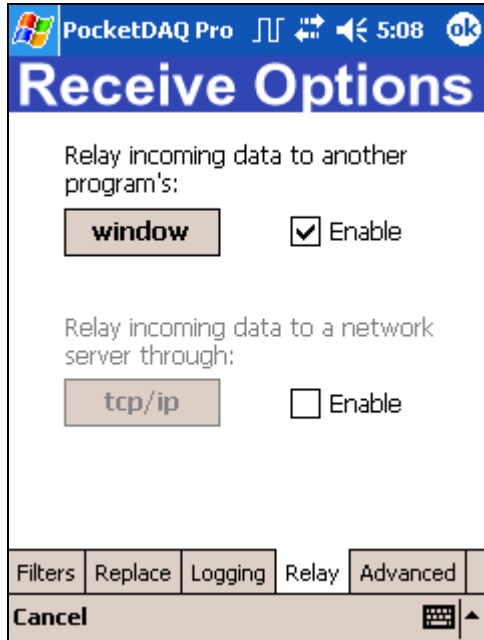 PocketDAQ Pro 5:08 ok
Receive Options
Relay incoming data to another
program's:
window Enable
Relay incoming data to a network
server through:
tcp/ip Enable
Filters Replace Logging Relay Advanced
Cancel